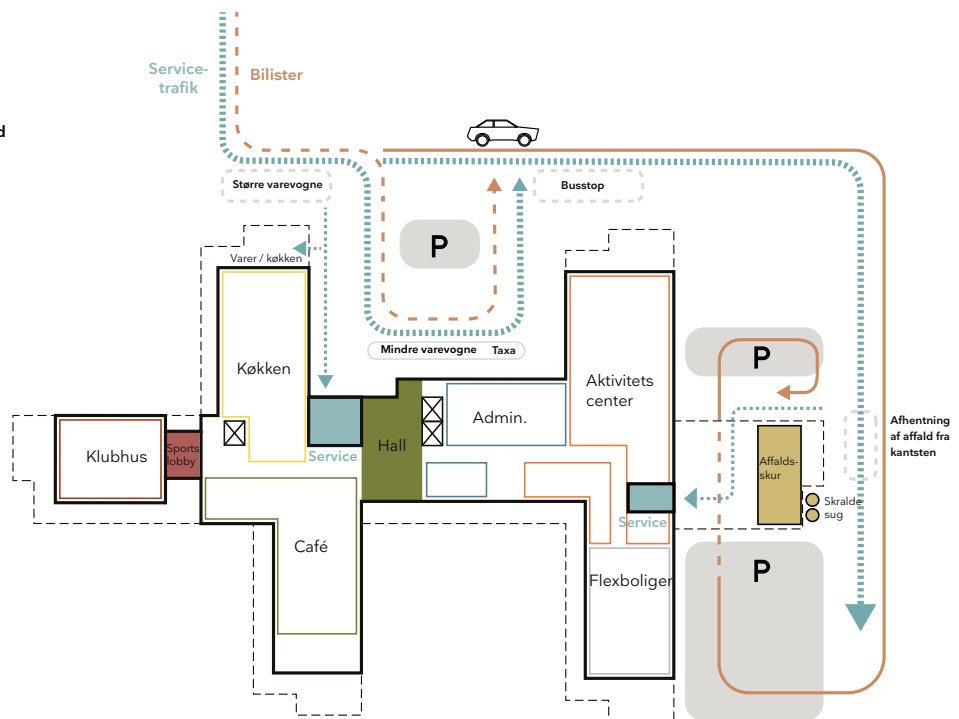 Service-
trafik
Bilister
d
Større varevogne
Busstop
P
Varer / køkken
Mindre varevogne
Taxa
P
Køkken
Aktivitets
center
Admin.
Hall
Klubhus
Sports
lobby
Service
Afhentning
af affald fra
kantsten
Affalds-
skur
Skralde
sug
Service
Café
Flexboliger
P